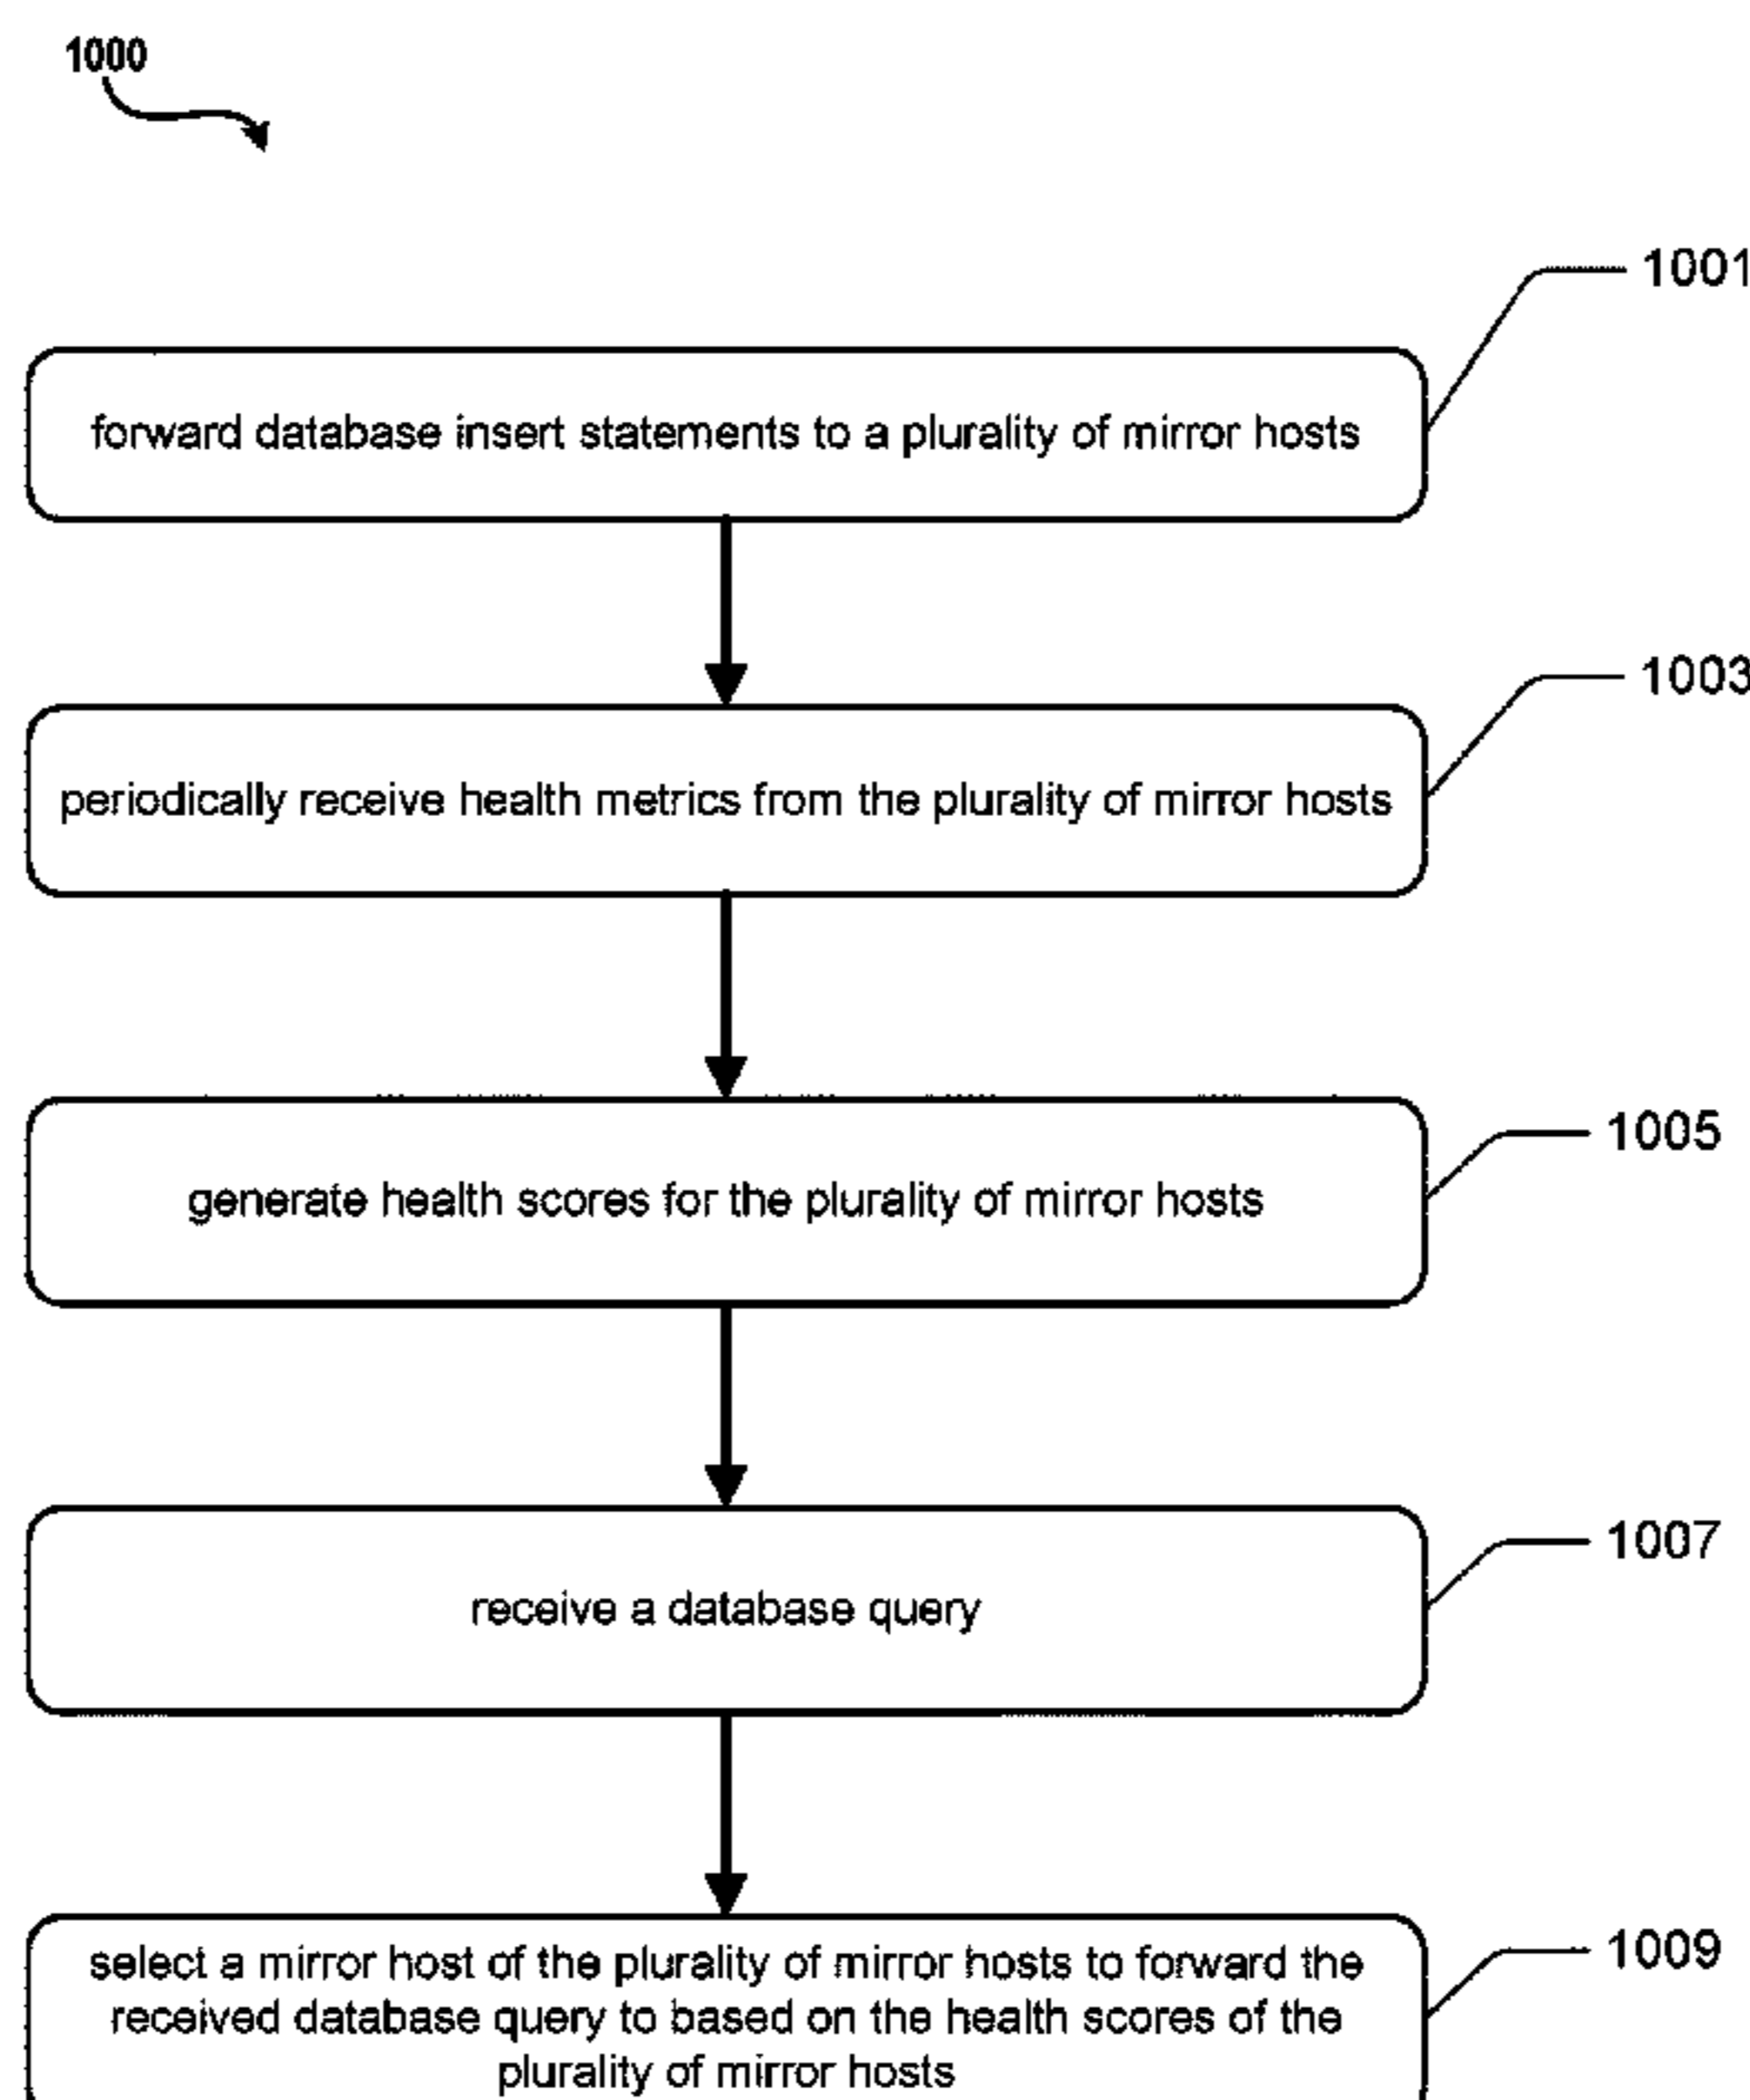 1000
1001
forward database insert statements to a plurality of mirror hosts
1003
periodically receive health metrics from the plurality of mirror hosts
1005
generate health scores for the plurality of mirror hosts
1007
receive a database query
1009
select a mirror host of the plurality of mirror hosts to forward the
received database query to based on the health scores of the
plurality of mirror hosts